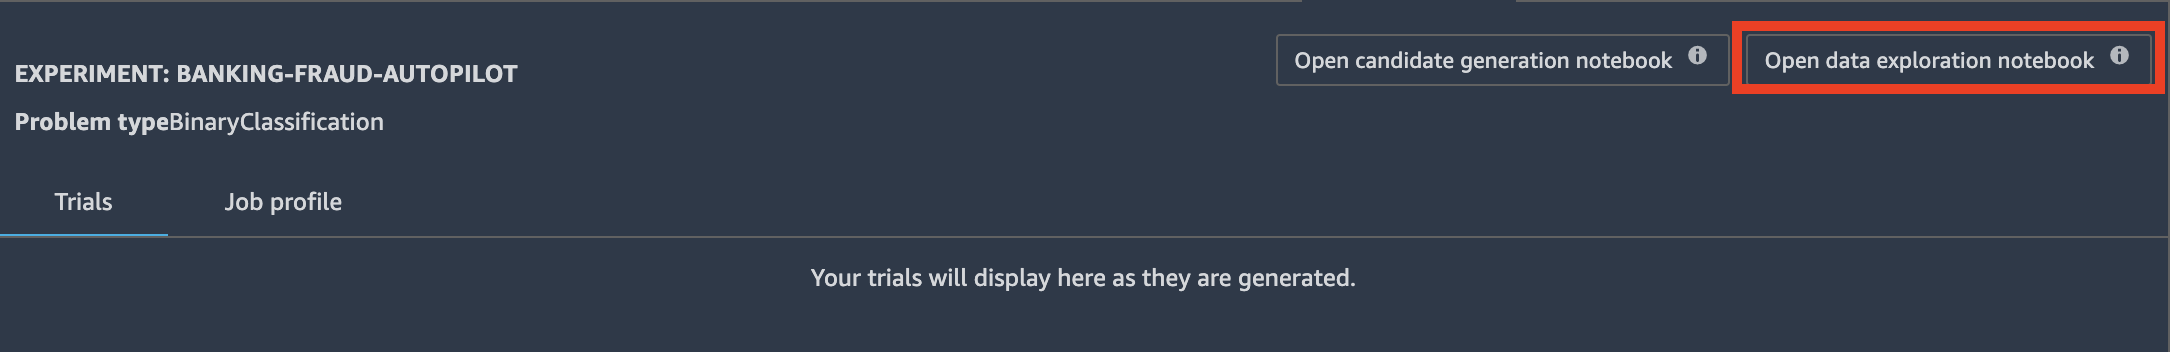 Open candidate generation notebook
Open data exploration notebook
EXPERIMENT: BANKING-FRAUD-AUTOPILOT
Problem typeBinaryClassification
Trials
Job profile
Your trials will display here as they are generated.